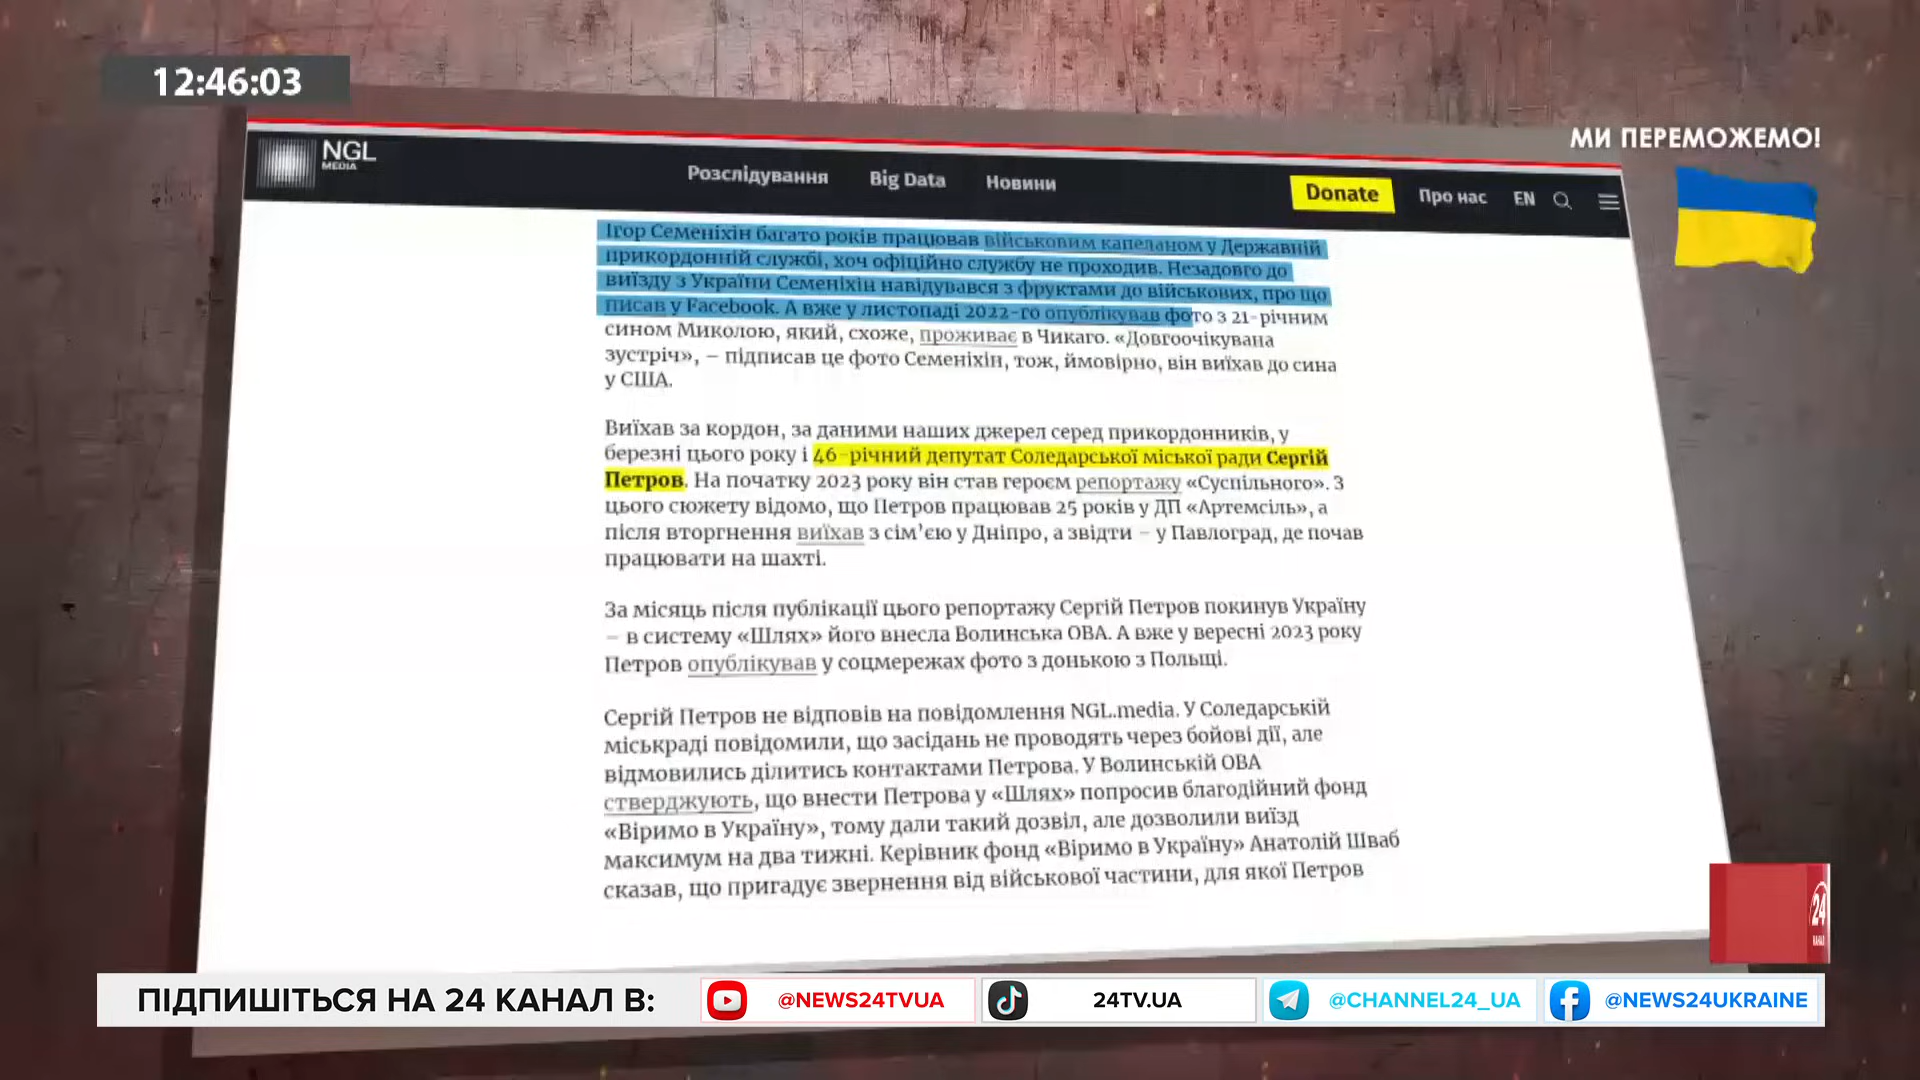 12:46:03
МИ ПЕРЕМОЖЕМО!
NGL
MEDIA
Розслідування Big Data Новини Donate Про нас EN
Ігор Семеніхін багато років працював військовим капеланом у Державній
прикордонній службі, хоч офіційно службу не проходив. Незадовго до
виїзду з України Семеніхін навідувався з фруктами до військових, про що
писав у Facebook. А вже у листопаді 2022-го опублікував фото з 21-річним
сином Миколою, який, схоже, проживає в Чикаго. «Довгоочікувана
зустріч», – підписав це фото Семеніхін, тож, ймовірно, він виїхав до сина
у США.
Виїхав за кордон, за даними наших джерел серед прикордонників, у
березні цього року і 46-річний депутат Соледарської міської ради Сергій
Петров. На початку 2023 року він став героєм репортажу «Суспільного». З
цього сюжету відомо, що Петров працював 25 років у ДП «Артемсіль», а
після вторгнення виїхав з сім’єю у Дніпро, а звідти – у Павлоград, де почав
працювати на шахті.
За місяць після публікації цього репортажу Сергій Петров покинув Україну
– в систему «Шлях» його внесла Волинська ОВА. А вже у вересні 2023 року
Петров опублікував у соцмережах фото з донькою з Польщі.
Сергій Петров не відповів на повідомлення NGL.media. У Соледарській
міськраді повідомили, що засідань не проводять через бойові дії, але
відмовились ділитись контактами Петрова. У Волинській ОВА
стверджують, що внести Петрова у «Шлях» попросив благодійний фонд
«Віримо в Україну», тому дали такий дозвіл, але дозволили виїзд
максимум на два тижні. Керівник фонд «Віримо в Україну» Анатолій Шваб
сказав, що пригадує звернення від військової частини, для якої Петров
24
КАНАЛ
ПІДПИШІТЬСЯ НА 24 КАНАЛ В: @NEWS24TVUA 24TV.UA @CHANNEL24_UA @NEWS24UKRAINE